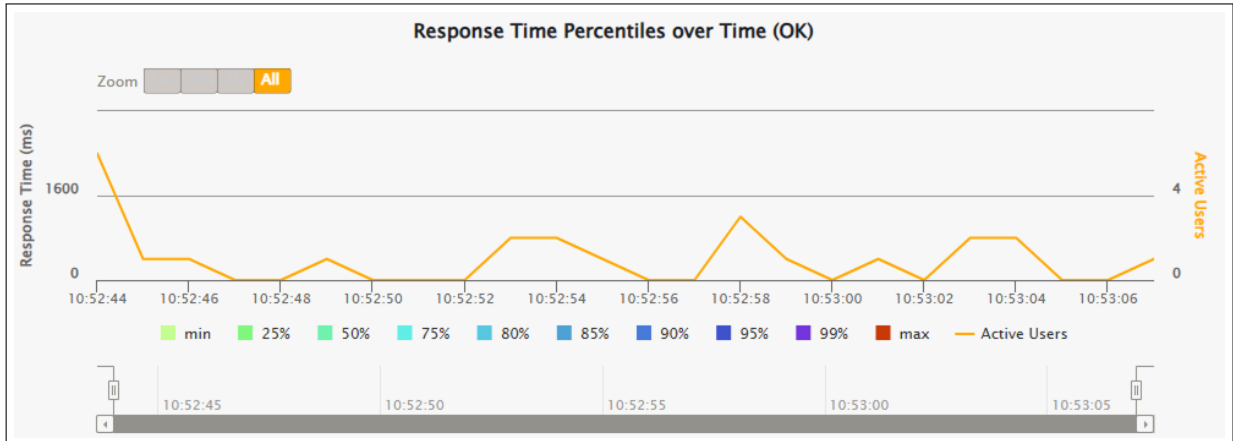 Response Time Percentiles over Time (OK)
Zoom All
Response Time (ms)
1600
0
4
0
Active Users
10:52:44 10:52:46 10:52:48 10:52:50 10:52:52 10:52:54 10:52:56 10:52:58 10:53:00 10:53:02 10:53:04 10:53:06
min 25% 50% 75% 80% 85% 90% 95% 99% max Active Users
10:52:45 10:52:50 10:52:55 10:53:00 10:53:05